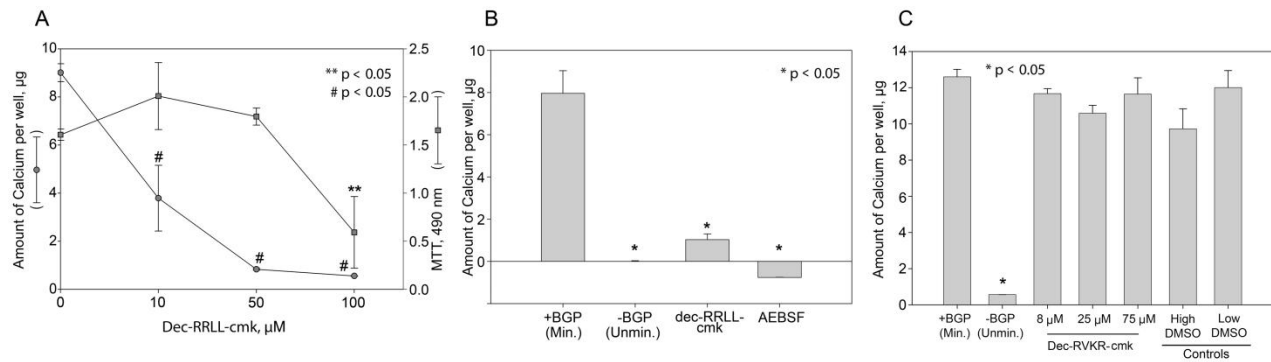 A
Amount of Calcium per well, µg
10
8
6
4
2
0
2.5
2.0
1.5
1.0
0.5
0.0
MTT, 490 nm
** p < 0.05
# p < 0.05
#
#
#
**
0
10
50
100
Dec-RRLL-cmk, µM
B
Amount of Calcium per well, µg
10
8
6
4
2
0
* p < 0.05
*
*
*
+BGP
(Min.)
-BGP
(Unmin.)
dec-RRLL-
cmk
AEBSF
C
Amount of Calcium per well, µg
14
12
10
8
6
4
2
0
* p < 0.05
*
+BGP
(Min.)
-BGP
(Unmin.)
8 µM
25 µM
75 µM
Dec-RVKR-cmk
High
DMSO
Low
DMSO
Controls